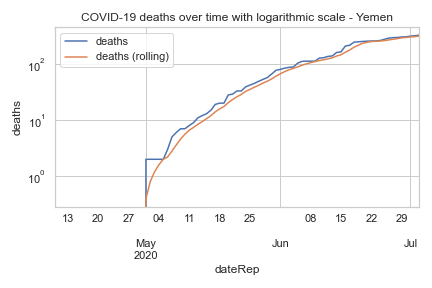 COVID-19 deaths over time with logarithmic scale - Yemen
deaths
deaths (rolling)
deaths
10²
10¹
10⁰
13 20 27 04 11 18 25 08 15 22 29
May Jun Jul
2020
dateRep